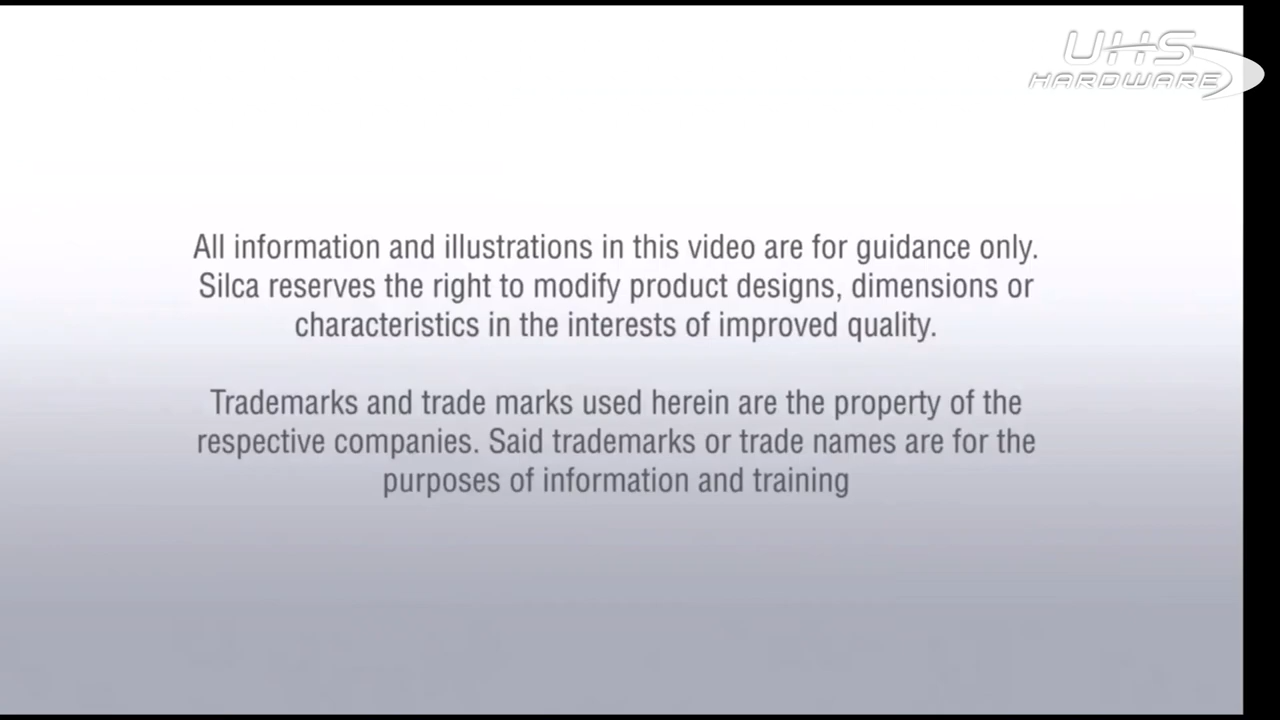 UHS
HARDWARE
All information and illustrations in this video are for guidance only.
Silca reserves the right to modify product designs, dimensions or
characteristics in the interests of improved quality.
Trademarks and trade marks used herein are the property of the
respective companies. Said trademarks or trade names are for the
purposes of information and training